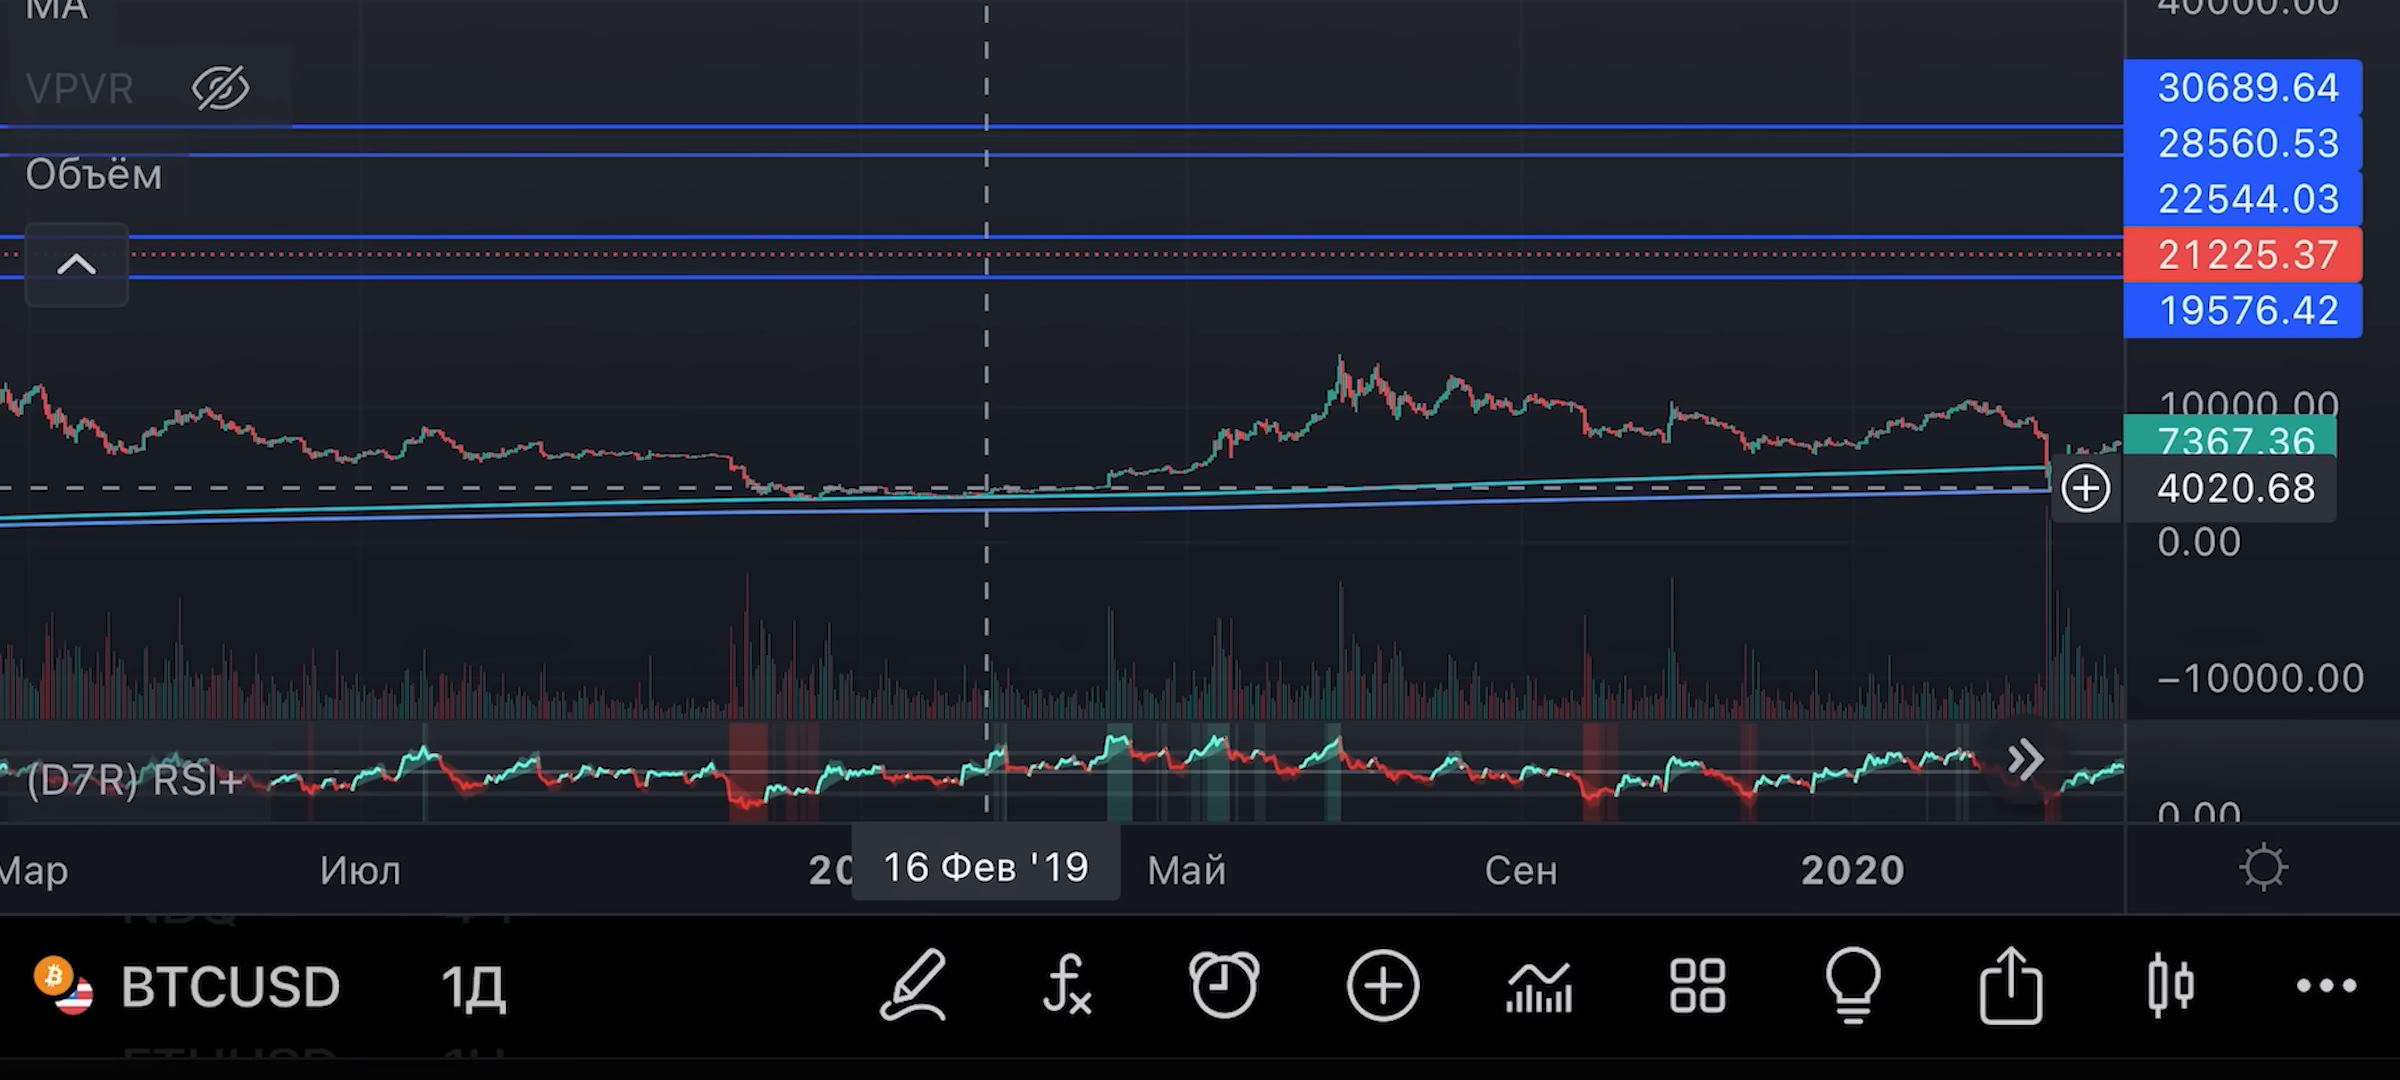 MA
VPVR
Объём
40000.00
30689.64
28560.53
22544.03
21225.37
19576.42
10000.00
7367.36
4020.68
0.00
−10000.00
(D7R) RSI+
0.00
Мар Июл 20 16 Фев '19 Май Сен 2020
BTCUSD 1Д